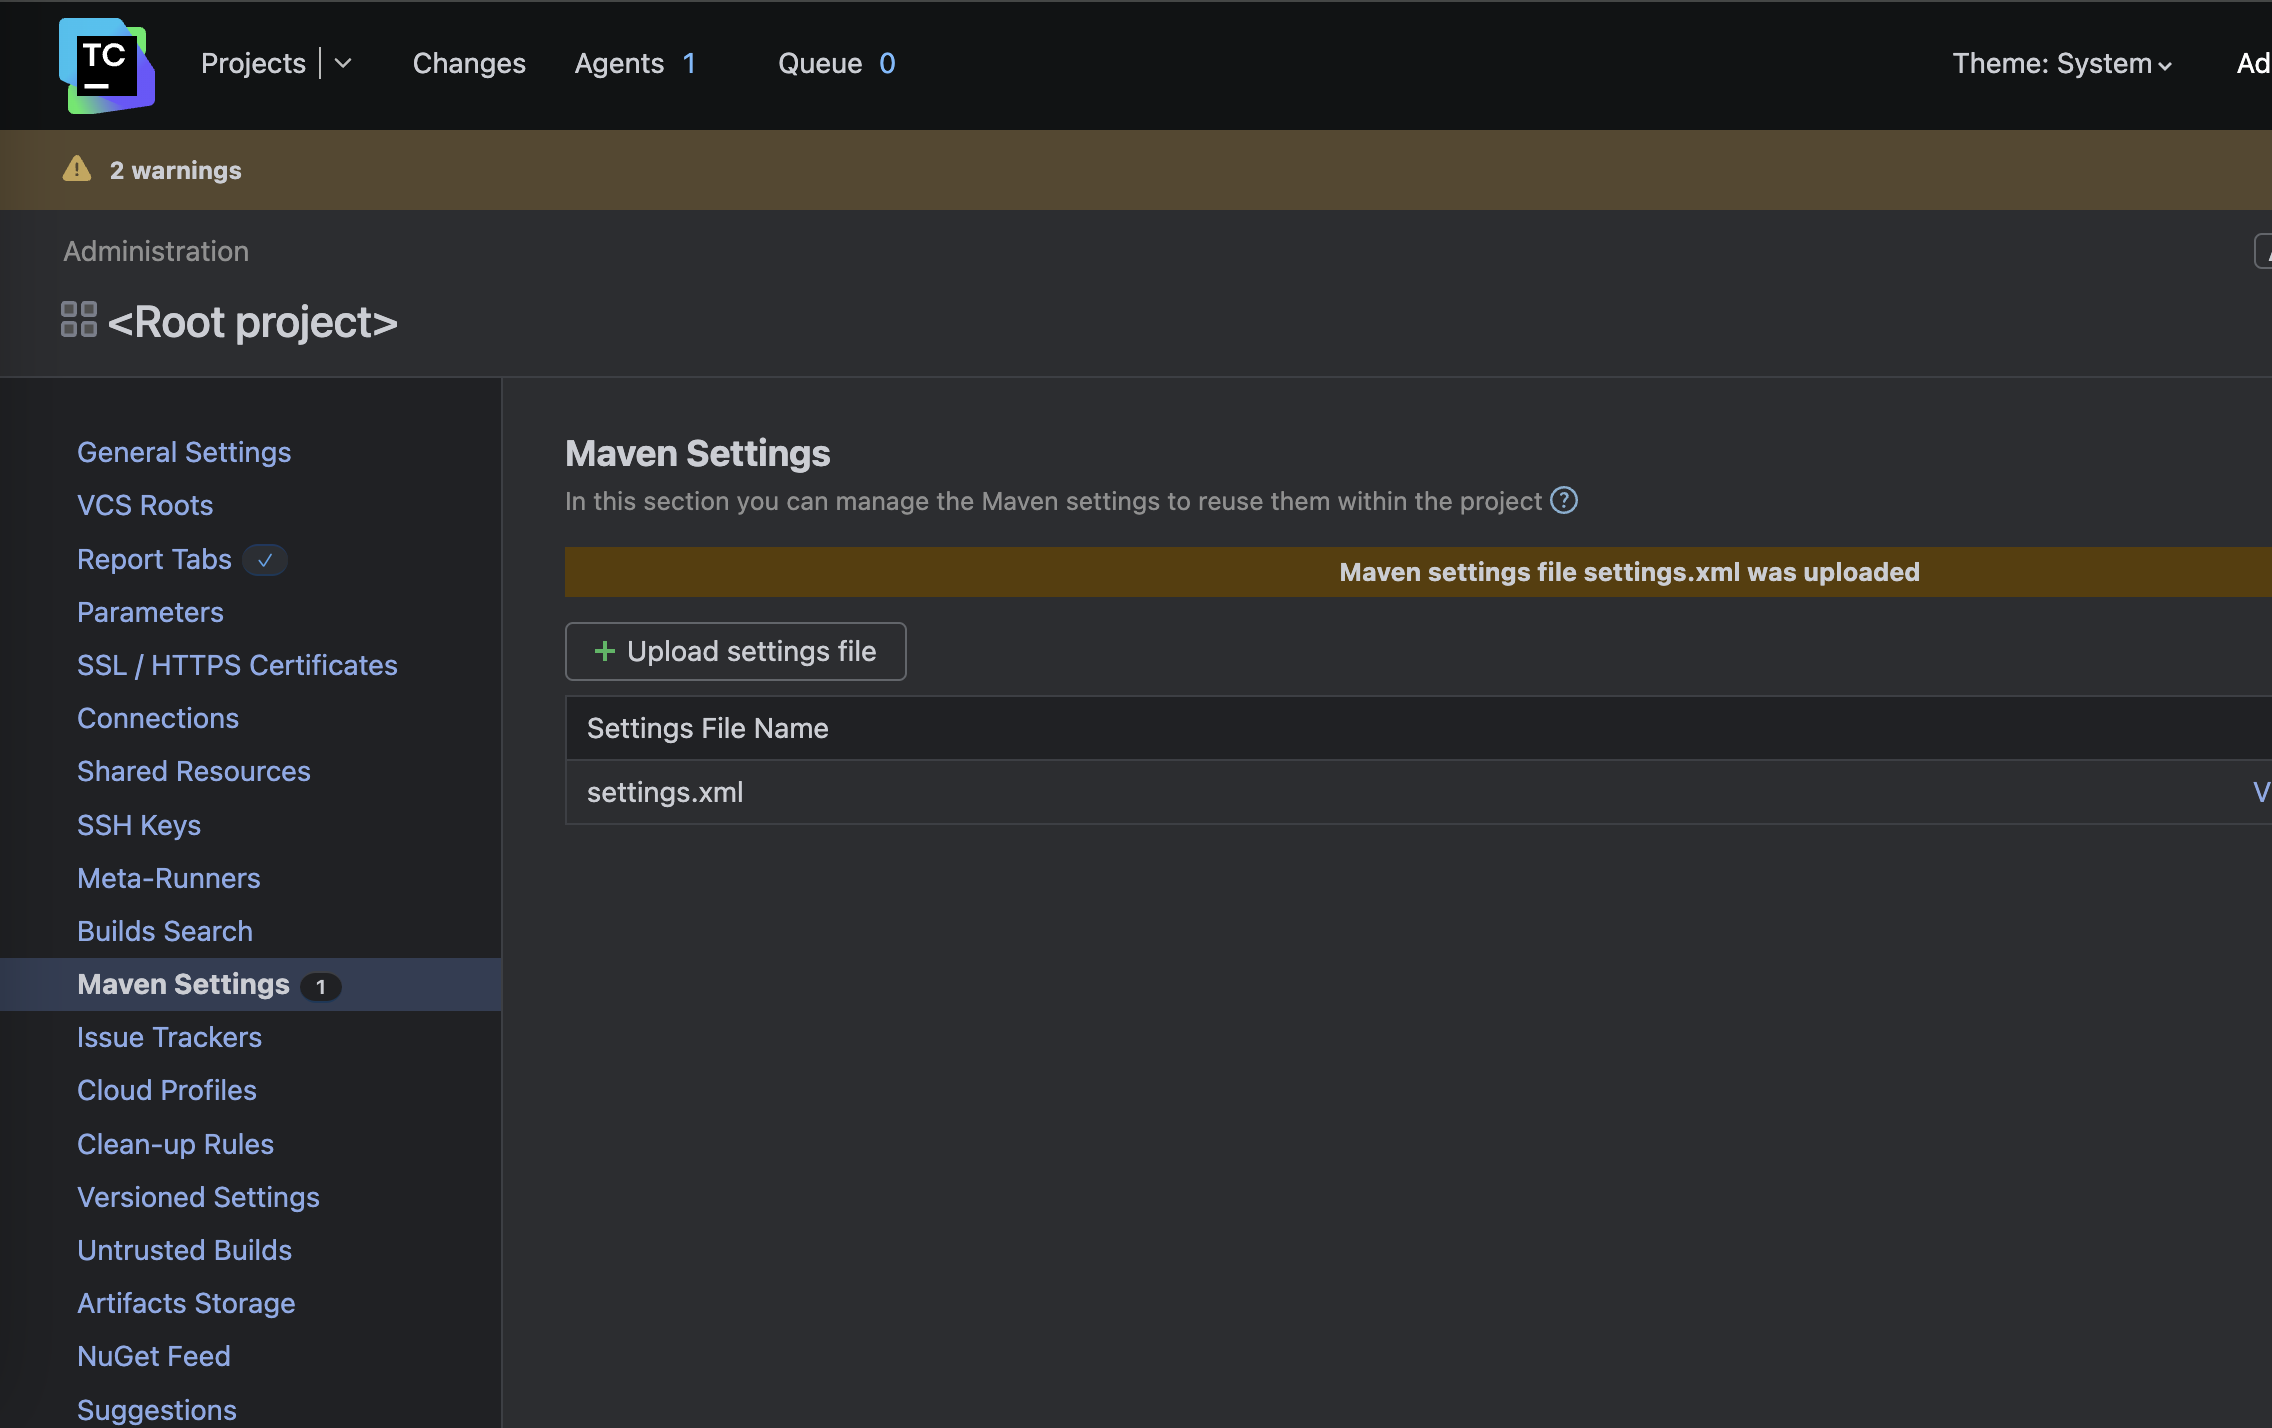 TC
Projects
Changes
Agents 1
Queue 0
Theme: System
Ad
2 warnings
Administration
<Root project>
General Settings
VCS Roots
Report Tabs
Parameters
SSL / HTTPS Certificates
Connections
Shared Resources
SSH Keys
Meta-Runners
Builds Search
Maven Settings 1
Issue Trackers
Cloud Profiles
Clean-up Rules
Versioned Settings
Untrusted Builds
Artifacts Storage
NuGet Feed
Suggestions
Maven Settings
In this section you can manage the Maven settings to reuse them within the project
Maven settings file settings.xml was uploaded
+ Upload settings file
Settings File Name
settings.xml
V